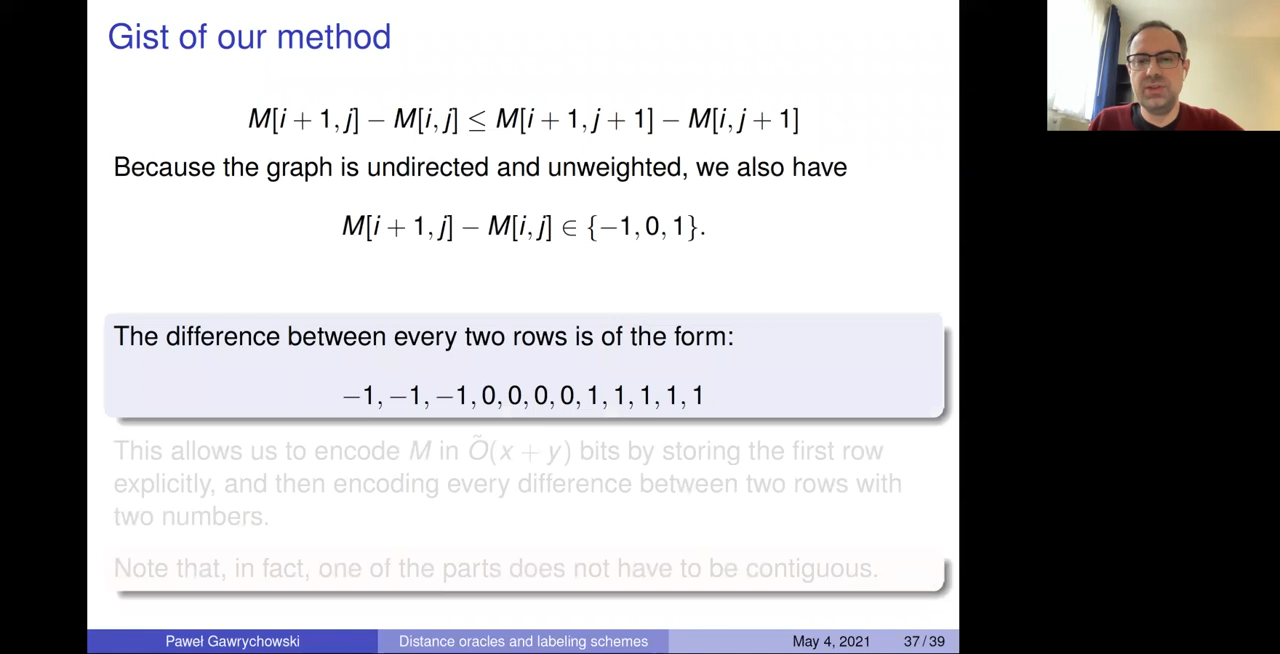 Gist of our method
M[i + 1, j] − M[i, j] ≤ M[i + 1, j + 1] − M[i, j + 1]
Because the graph is undirected and unweighted, we also have
M[i + 1, j] − M[i, j] ∈ {−1, 0, 1}.
The difference between every two rows is of the form:
−1, −1, −1, 0, 0, 0, 0, 1, 1, 1, 1, 1
This allows us to encode M in Õ(x + y) bits by storing the first row
explicitly, and then encoding every difference between two rows with
two numbers.
Note that, in fact, one of the parts does not have to be contiguous.
Paweł Gawrychowski Distance oracles and labeling schemes May 4, 2021 37 / 39